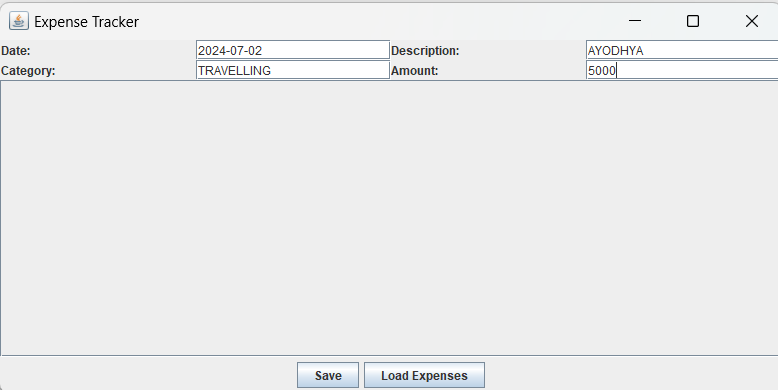 Expense Tracker
Date: 2024-07-02 Description: AYODHYA
Category: TRAVELLING Amount: 5000
Save Load Expenses